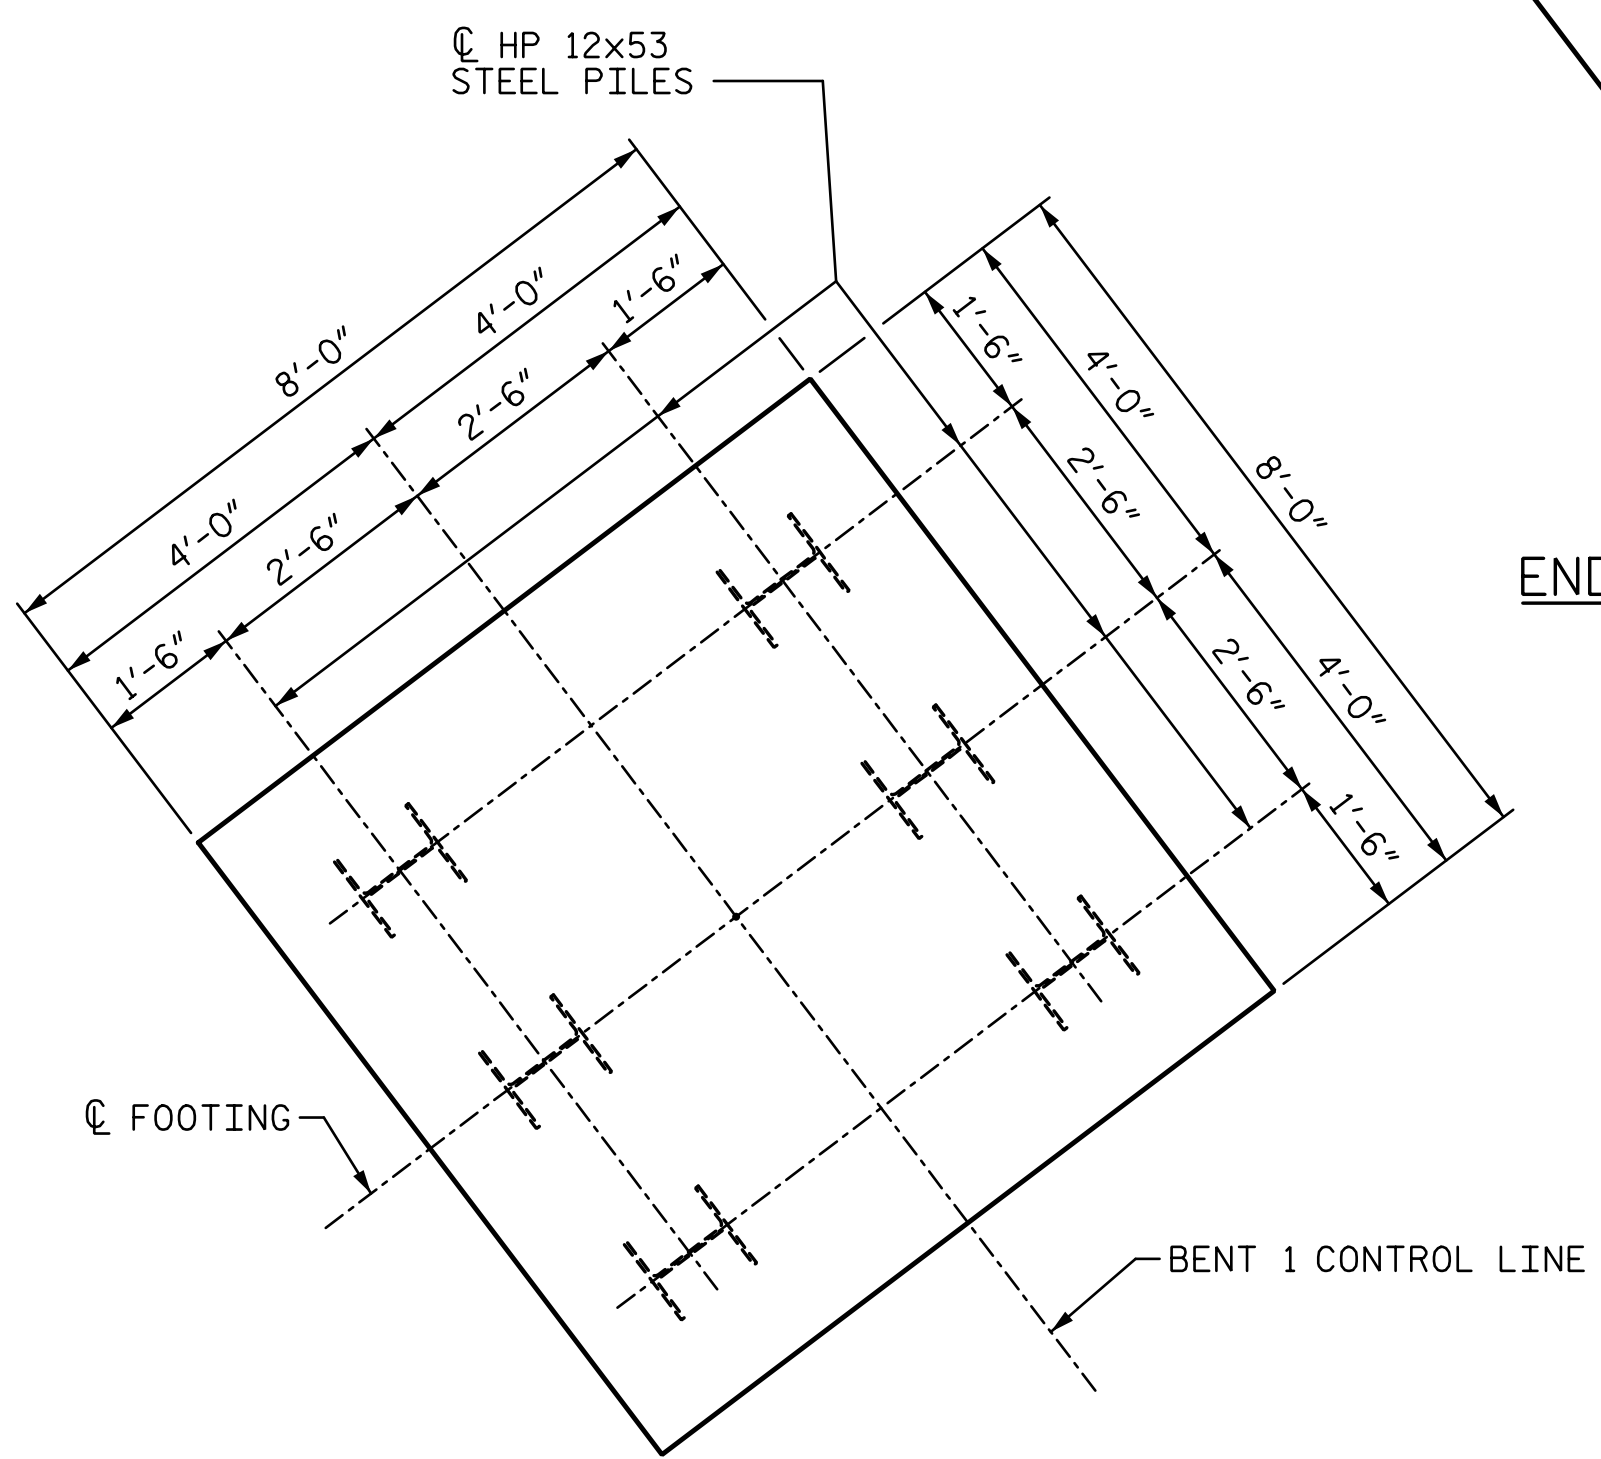 ℄ HP 12x53
STEEL PILES
8'-0"
4'-0"
1'-6"
2'-6"
4'-0"
2'-6"
1'-6"
1'-6"
4'-0"
2'-6"
8'-0"
2'-6"
4'-0"
1'-6"
END
℄ FOOTING
BENT 1 CONTROL LINE